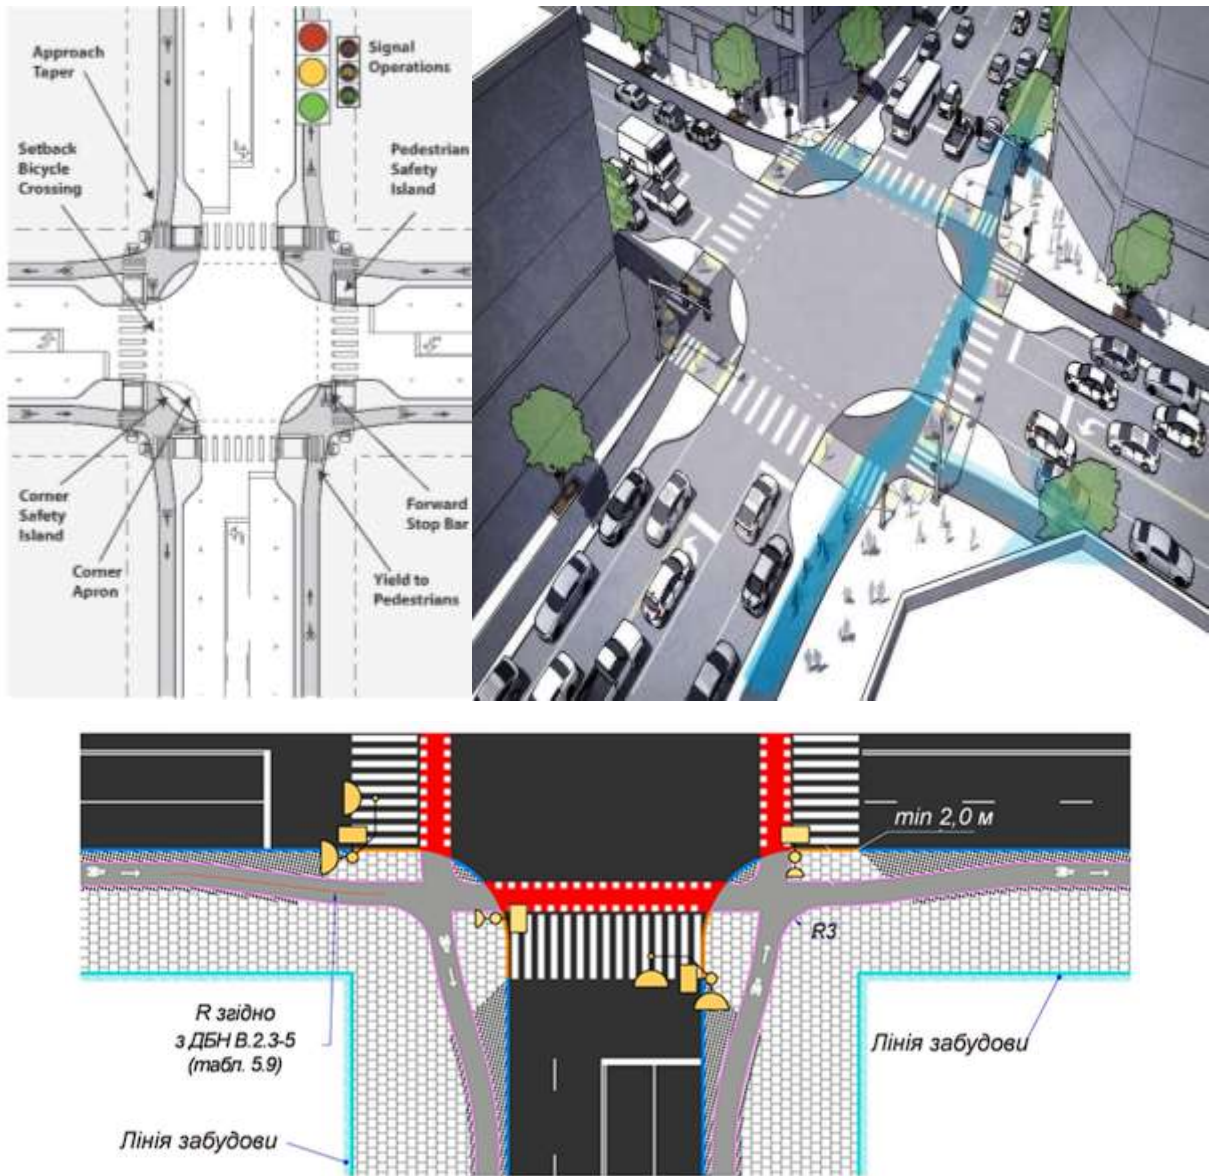 Approach
Taper
Signal
Operations
Setback
Bicycle
Crossing
Pedestrian
Safety
Island
Corner
Safety
Island
Forward
Stop Bar
Corner
Apron
Yield to
Pedestrians
min 2,0 м
R3
R згідно
з ДБН В.2.3-5
(табл. 5.9)
Лінія забудови
Лінія забудови